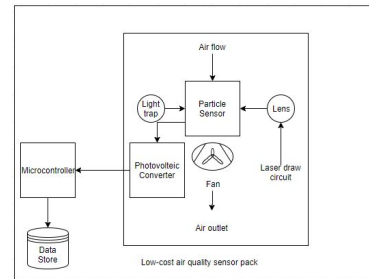 Air flow
Light
trap
Particle
Sensor
Lens
Microcontroller
Photovolteic
Converter
Fan
Laser draw
circuit
Air outlet
Data
Store
Low-cost air quality sensor pack